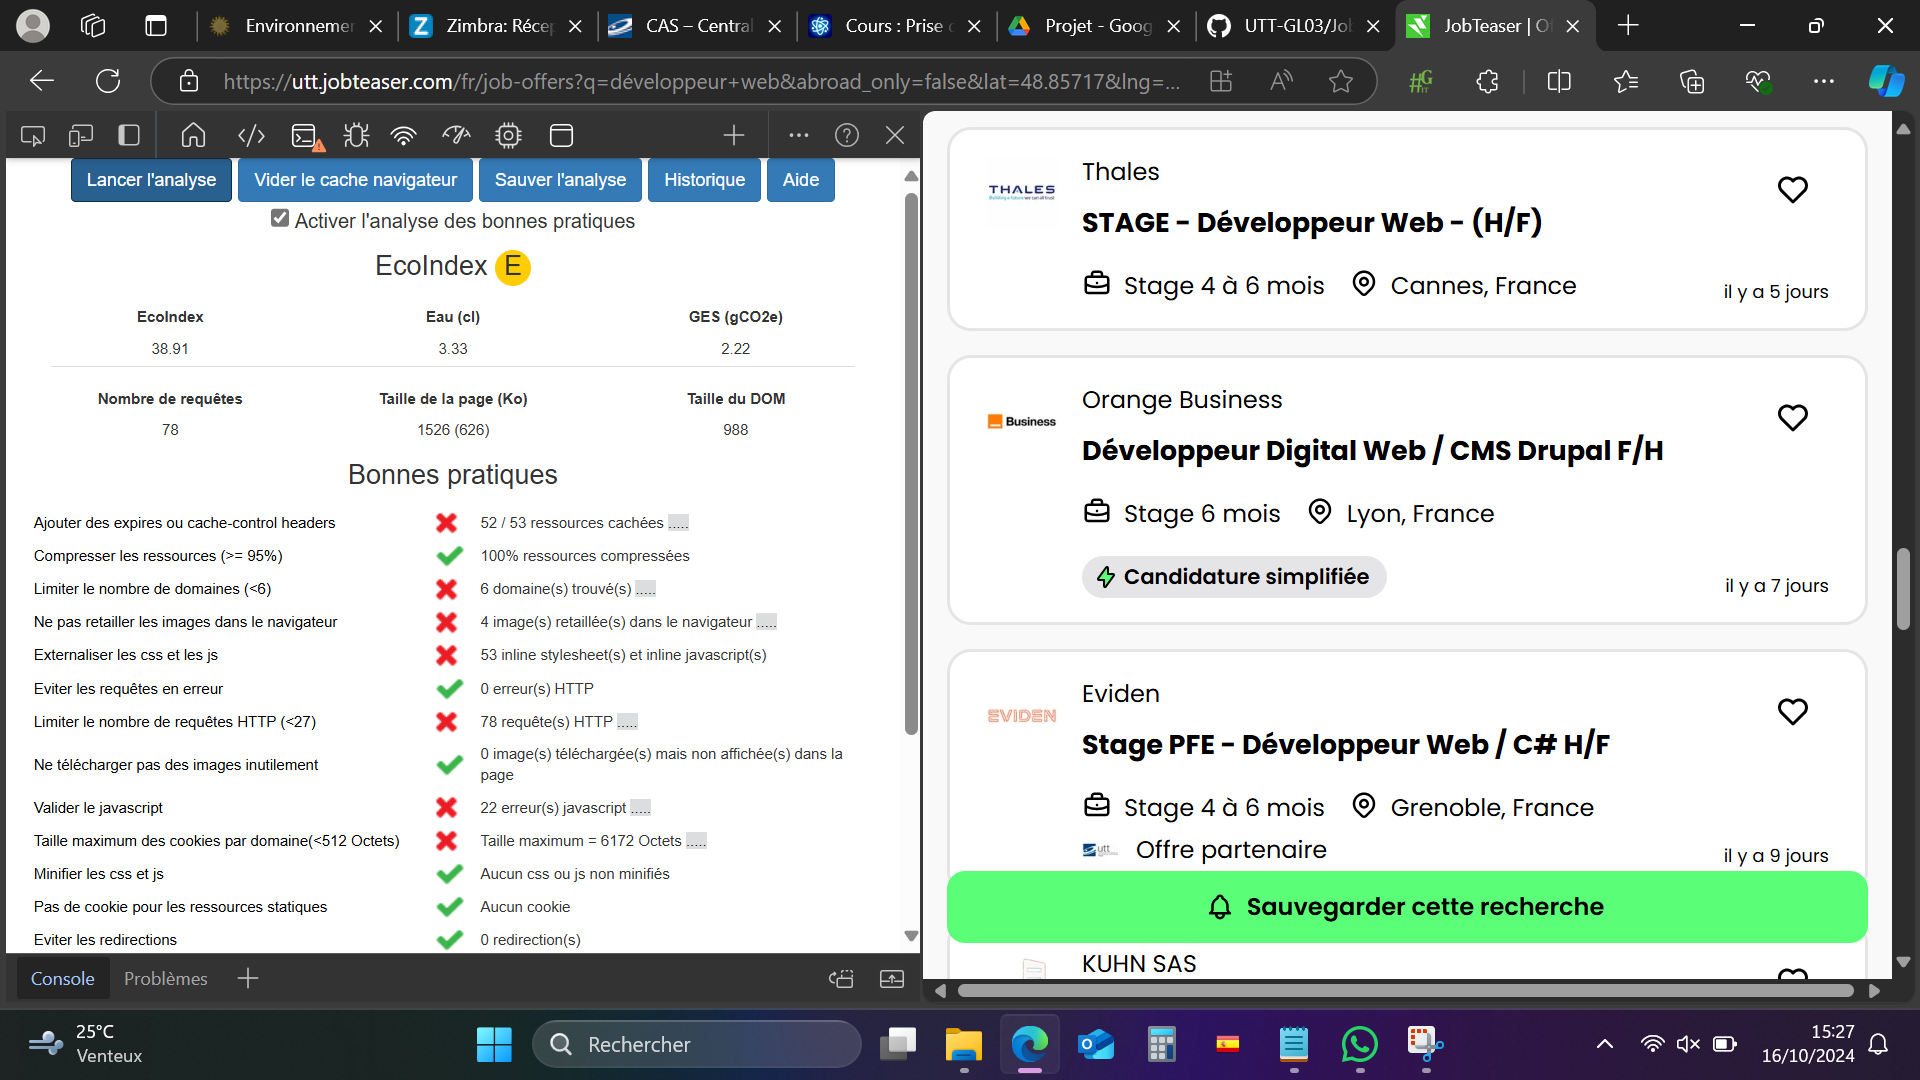 Environnemer
Zimbra: Récep
CAS – Central
Cours : Prise
Projet - Goog
UTT-GL03/Job
JobTeaser | Of
https://utt.jobteaser.com/fr/job-offers?q=développeur+web&abroad_only=false&lat=48.85717&lng=...
Lancer l'analyse
Vider le cache navigateur
Sauver l'analyse
Historique
Aide
Activer l'analyse des bonnes pratiques
EcoIndex E
EcoIndex
Eau (cl)
GES (gCO2e)
38.91
3.33
2.22
Nombre de requêtes
Taille de la page (Ko)
Taille du DOM
78
1526 (626)
988
Bonnes pratiques
Ajouter des expires ou cache-control headers
52 / 53 ressources cachées .....
Compresser les ressources (>= 95%)
100% ressources compressées
Limiter le nombre de domaines (<6)
6 domaine(s) trouvé(s) .....
Ne pas retailler les images dans le navigateur
4 image(s) retaillée(s) dans le navigateur .....
Externaliser les css et les js
53 inline stylesheet(s) et inline javascript(s)
Eviter les requêtes en erreur
0 erreur(s) HTTP
Limiter le nombre de requêtes HTTP (<27)
78 requête(s) HTTP .....
Ne télécharger pas des images inutilement
0 image(s) téléchargée(s) mais non affichée(s) dans la
page
Valider le javascript
22 erreur(s) javascript .....
Taille maximum des cookies par domaine(<512 Octets)
Taille maximum = 6172 Octets .....
Minifier les css et js
Aucun css ou js non minifiés
Pas de cookie pour les ressources statiques
Aucun cookie
Eviter les redirections
0 redirection(s)
Console
Problèmes
THALES
Building a future we can all trust
Thales
STAGE - Développeur Web - (H/F)
Stage 4 à 6 mois
Cannes, France
il y a 5 jours
Business
Orange Business
Développeur Digital Web / CMS Drupal F/H
Stage 6 mois
Lyon, France
Candidature simplifiée
il y a 7 jours
EVIDEN
Eviden
Stage PFE - Développeur Web / C# H/F
Stage 4 à 6 mois
Grenoble, France
utt
Offre partenaire
il y a 9 jours
Sauvegarder cette recherche
KUHN SAS
25°C
Venteux
Rechercher
15:27
16/10/2024